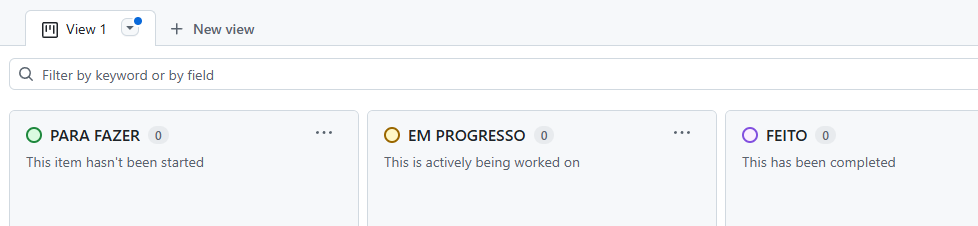 View 1
New view
Filter by keyword or by field
PARA FAZER 0
This item hasn't been started
EM PROGRESSO 0
This is actively being worked on
FEITO 0
This has been completed